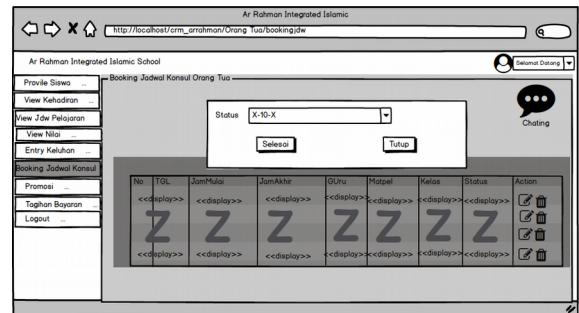 Ar Rahman Integrated Islamic
http://localhost/crm_arrahman/Orang Tua/bookingjdw
Ar Rahman Integrated Islamic School
Selamat Datang
Provile Siswa ...
View Kehadiran ...
View Jdw Pelajaran
View Nilai ...
Entry Keluhan ...
Booking Jadwal Konsul
Promosi ...
Tagihan Bayaran ...
Logout ...
Booking Jadwal Konsul Orang Tua
Status X-10-X
Selesai Tutup
Chating
No TGL JamMulai JamAkhir GUru Matpel Kelas Status Action
<<display>> <<display>> <<display>> <<display>> <<display>> <<display>> <<display>>
Z Z Z Z Z Z Z
<<display>> <<display>> <<display>> <<display>> <<display>> <<display>> <<display>>